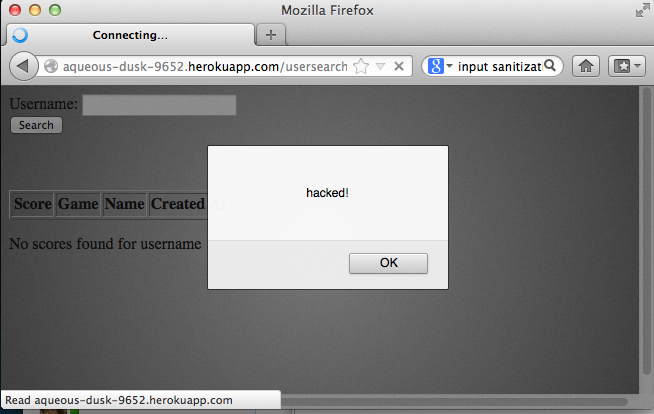 Mozilla Firefox
Connecting...
aqueous-dusk-9652.herokuapp.com/usersearch
input sanitizat
Username:
Search
hacked!
Score Game Name Created
No scores found for username
OK
Read aqueous-dusk-9652.herokuapp.com